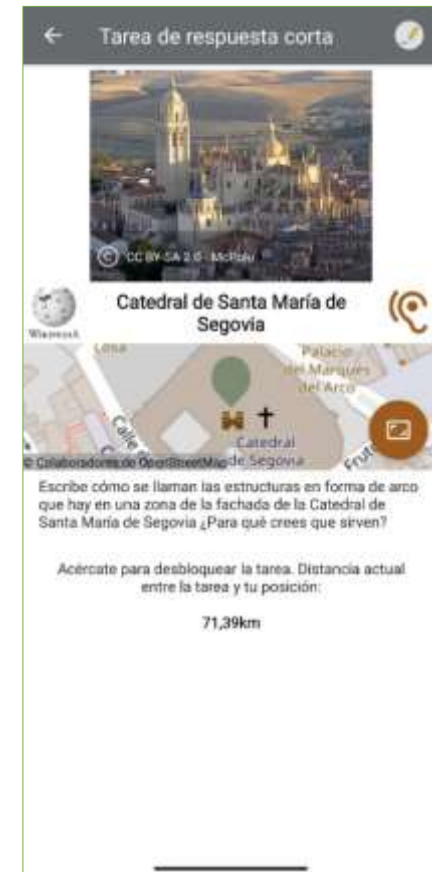 Tarea de respuesta corta
CC BY-SA 2.0 - McPolu
Catedral de Santa María de
Segovia
WIKIPEDIA
Losa
Palacio
del Marqués
del Arco
Calle
Catedral
de Segovia
© Colaboradores de OpenStreetMap
Escribe cómo se llaman las estructuras en forma de arco
que hay en una zona de la fachada de la Catedral de
Santa María de Segovia ¿Para qué crees que sirven?
Acércate para desbloquear la tarea. Distancia actual
entre la tarea y tu posición:
71,39km